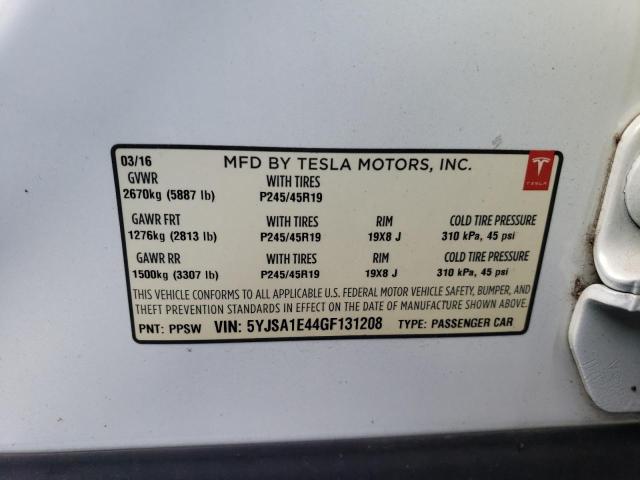 03/16 MFD BY TESLA MOTORS, INC.
GVWR WITH TIRES
2670kg (5887 lb) P245/45R19
GAWR FRT WITH TIRES RIM COLD TIRE PRESSURE
1276kg (2813 lb) P245/45R19 19X8 J 310 kPa, 45 psi
GAWR RR WITH TIRES RIM COLD TIRE PRESSURE
1500kg (3307 lb) P245/45R19 19X8 J 310 kPa, 45 psi
THIS VEHICLE CONFORMS TO ALL APPLICABLE U.S. FEDERAL MOTOR VEHICLE SAFETY, BUMPER, AND
THEFT PREVENTION STANDARDS IN EFFECT ON THE DATE OF MANUFACTURE SHOWN ABOVE.
PNT: PPSW VIN: 5YJSA1E44GF131208 TYPE: PASSENGER CAR
TESLA